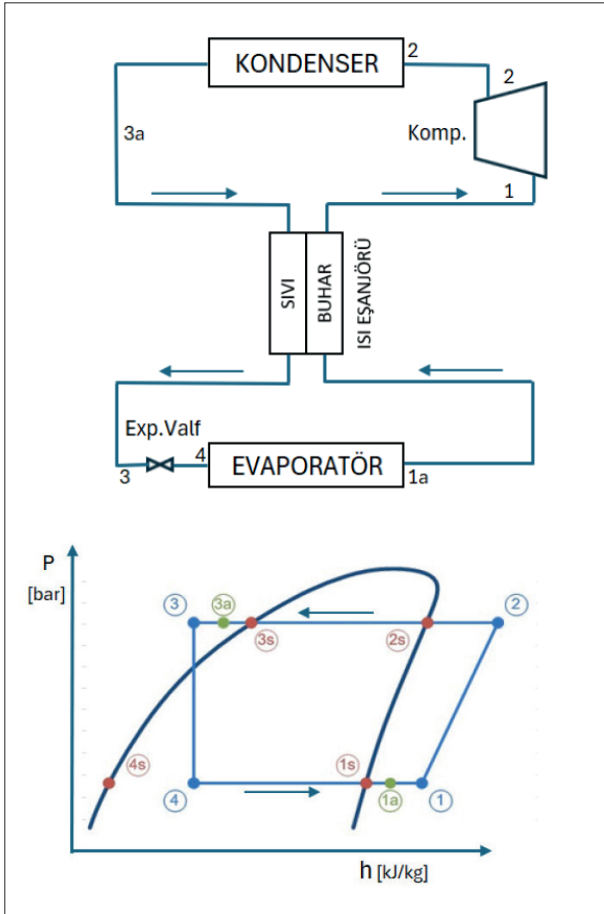 KONDENSER
2
2
Komp.
3a
1
SIVI
BUHAR
ISI EŞANJÖRÜ
Exp.Valf
4
3
EVAPORATÖR
1a
P
[bar]
3
3a
2
3s
2s
4s
1s
4
1a
1
h [kJ/kg]